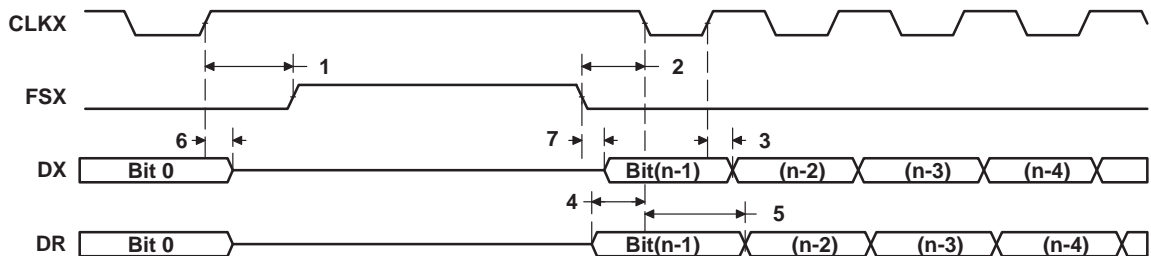 CLKX
1 2
FSX
6 7 3
DX Bit 0 Bit(n-1) (n-2) (n-3) (n-4)
4 5
DR Bit 0 Bit(n-1) (n-2) (n-3) (n-4)